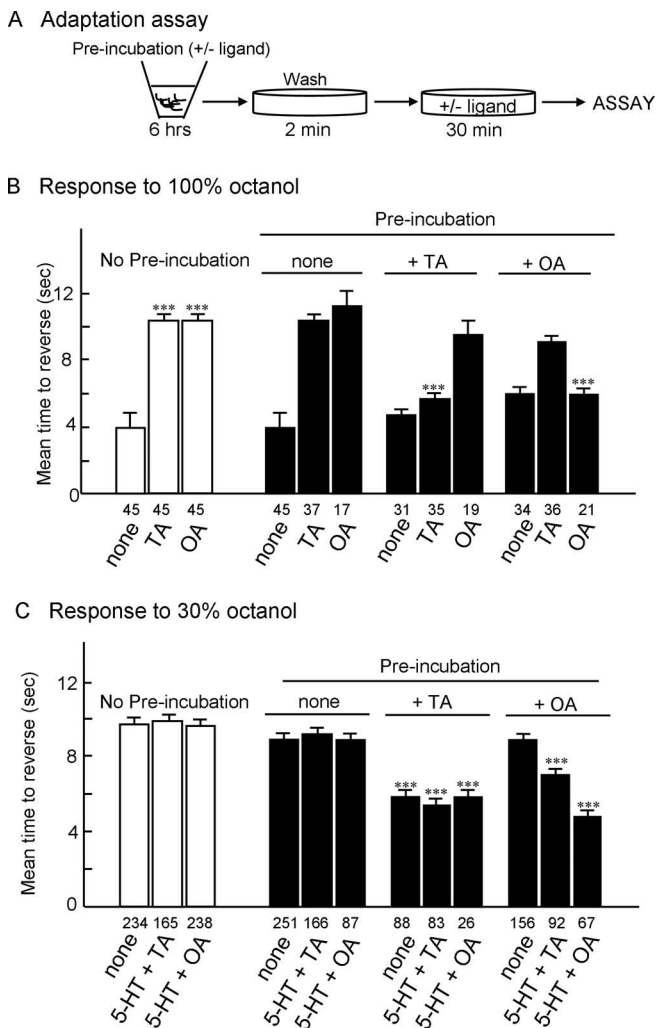 A Adaptation assay
Pre-incubation (+/- ligand)
Wash
+/- ligand
ASSAY
6 hrs
2 min
30 min
B Response to 100% octanol
Pre-incubation
No Pre-incubation
none
+ TA
+ OA
Mean time to reverse (sec)
12
8
4
0
*** ***
***
***
45 45 45 45 37 17 31 35 19 34 36 21
none TA OA none TA OA none TA OA none TA OA
C Response to 30% octanol
Pre-incubation
No Pre-incubation
none
+ TA
+ OA
Mean time to reverse (sec)
12
8
4
0
*** *** ***
***
***
234 165 238 251 166 87 88 83 26 156 92 67
none 5-HT + TA 5-HT + OA none 5-HT + TA 5-HT + OA none 5-HT + TA 5-HT + OA none 5-HT + TA 5-HT + OA